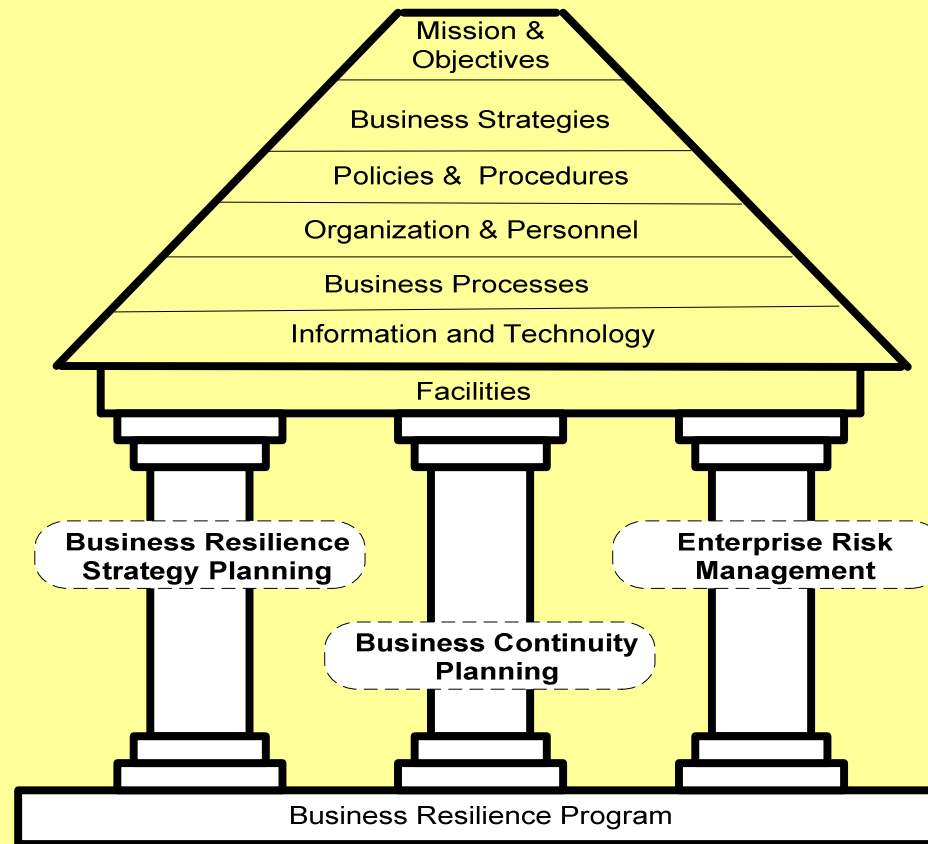 Mission &
Objectives
Business Strategies
Policies &  Procedures
Organization & Personnel
Business Processes
Information and Technology
Facilities
Business Resilience
Strategy Planning
Enterprise Risk
Management
Business Continuity
Planning
Business Resilience Program